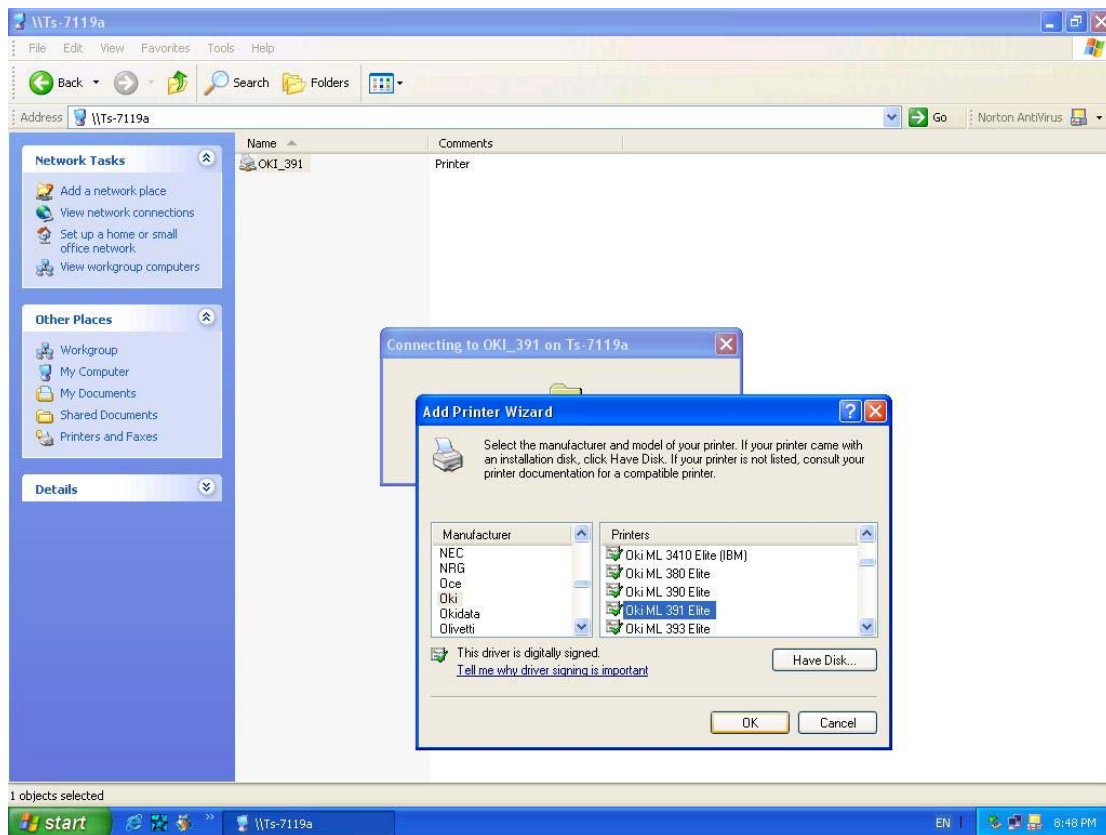 \\Ts-7119a
File Edit View Favorites Tools Help
Back Search Folders
Address \\Ts-7119a Go Norton AntiVirus
Name Comments
OKI_391 Printer
Network Tasks
Add a network place
View network connections
Set up a home or small
office network
View workgroup computers
Other Places
Workgroup
My Computer
My Documents
Shared Documents
Printers and Faxes
Details
Connecting to OKI_391 on Ts-7119a
Add Printer Wizard
Select the manufacturer and model of your printer. If your printer came with
an installation disk, click Have Disk. If your printer is not listed, consult your
printer documentation for a compatible printer.
Manufacturer
NEC
NRG
Oce
Oki
Okidata
Olivetti
Printers
Oki ML 3410 Elite (IBM)
Oki ML 380 Elite
Oki ML 390 Elite
Oki ML 391 Elite
Oki ML 393 Elite
This driver is digitally signed.
Tell me why driver signing is important
Have Disk...
OK Cancel
1 objects selected
start \\Ts-7119a EN 8:48 PM